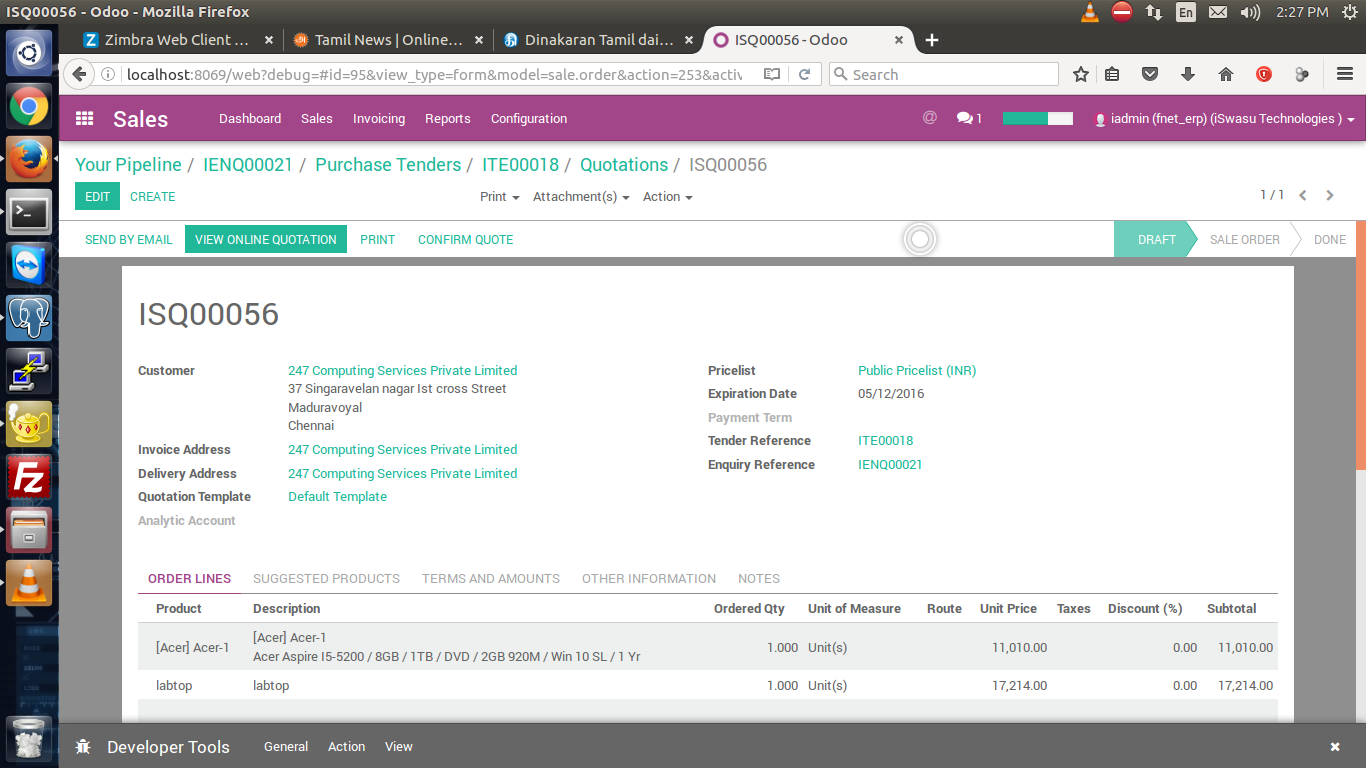 ISQ00056 - Odoo - Mozilla Firefox
En
2:27 PM
Zimbra Web Client ...
Tamil News | Online...
Dinakaran Tamil dai...
ISQ00056 - Odoo
localhost:8069/web?debug=#id=95&view_type=form&model=sale.order&action=253&activ
Search
Sales
Dashboard
Sales
Invoicing
Reports
Configuration
@
1
iadmin (fnet_erp) (iSwasu Technologies )
Your Pipeline / IENQ00021 / Purchase Tenders / ITE00018 / Quotations / ISQ00056
EDIT
CREATE
Print
Attachment(s)
Action
1 / 1
SEND BY EMAIL
VIEW ONLINE QUOTATION
PRINT
CONFIRM QUOTE
DRAFT
SALE ORDER
DONE
ISQ00056
Customer
247 Computing Services Private Limited
37 Singaravelan nagar Ist cross Street
Maduravoyal
Chennai
Invoice Address
247 Computing Services Private Limited
Delivery Address
247 Computing Services Private Limited
Quotation Template
Default Template
Analytic Account
Pricelist
Public Pricelist (INR)
Expiration Date
05/12/2016
Payment Term
Tender Reference
ITE00018
Enquiry Reference
IENQ00021
ORDER LINES
SUGGESTED PRODUCTS
TERMS AND AMOUNTS
OTHER INFORMATION
NOTES
Product Description Ordered Qty Unit of Measure Route Unit Price Taxes Discount (%) Subtotal
[Acer] Acer-1
[Acer] Acer-1
Acer Aspire I5-5200 / 8GB / 1TB / DVD / 2GB 920M / Win 10 SL / 1 Yr
1.000 Unit(s) 11,010.00 0.00 11,010.00
labtop labtop 1.000 Unit(s) 17,214.00 0.00 17,214.00
Developer Tools
General
Action
View